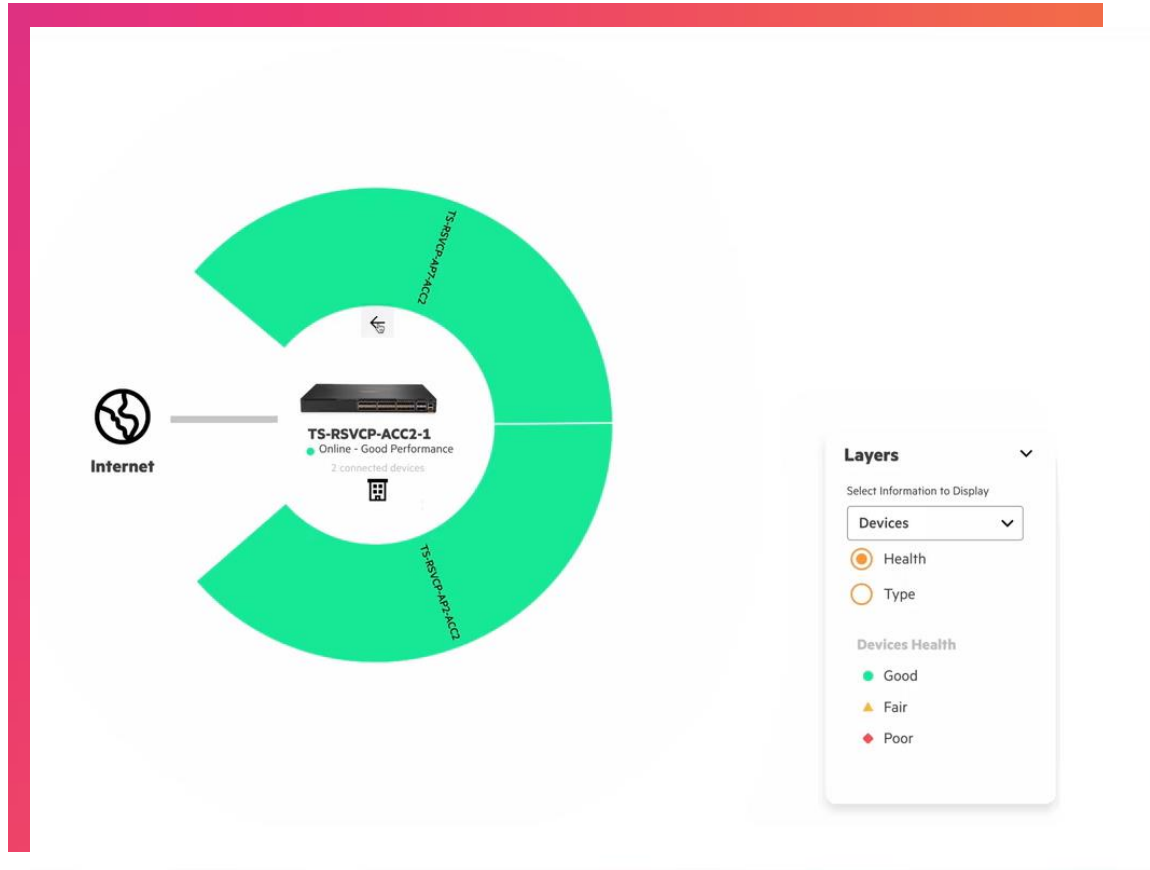 TS-RSVCP-AP7-ACC2
Internet
TS-RSVCP-ACC2-1
Online - Good Performance
2 connected devices
TS-RSVCP-AP2-ACC2
Layers
Select Information to Display
Devices
Health
Type
Devices Health
Good
Fair
Poor